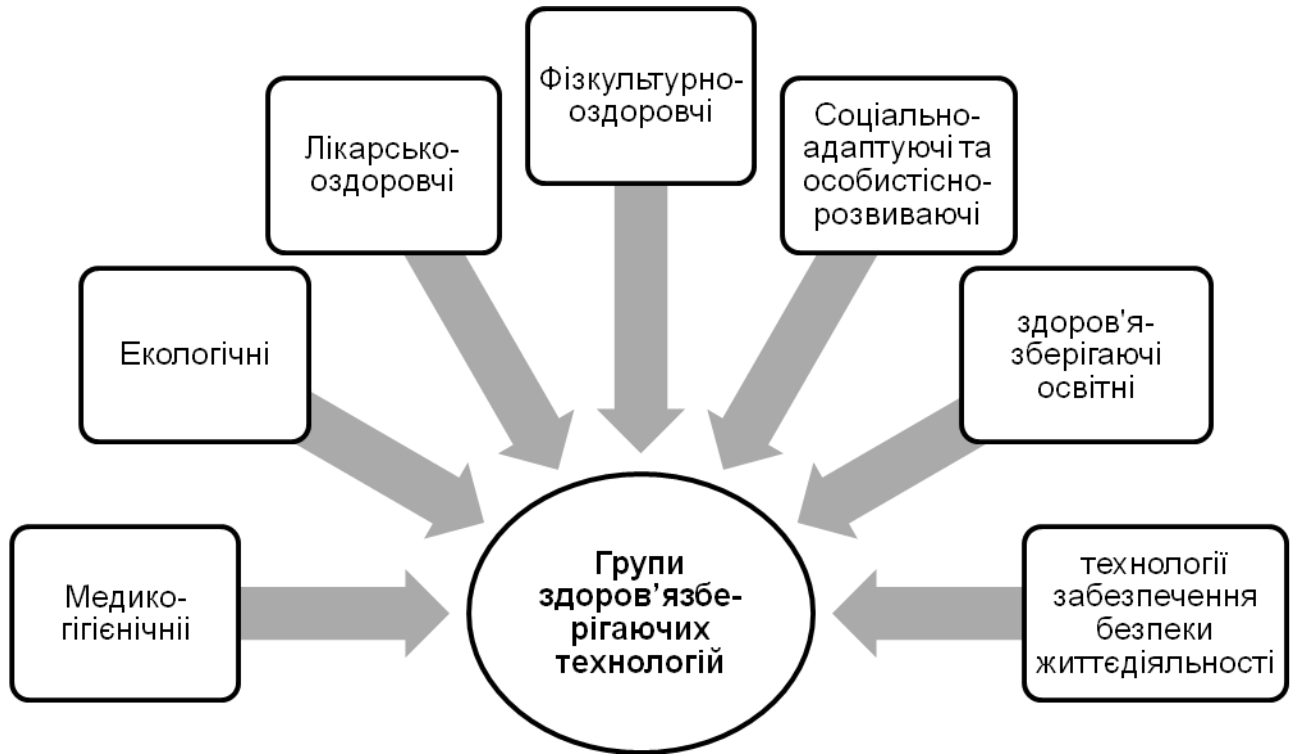 Фізкультурно-
оздоровчі
Лікарсько-
оздоровчі
Соціально-
адаптуючі та
особистісно-
розвиваючі
Екологічні
здоров'я-
зберігаючі
освітні
Медико-
гігієнічніі
Групи
здоров’язбе-
рігаючих
технологій
технології
забезпечення
безпеки
життєдіяльності